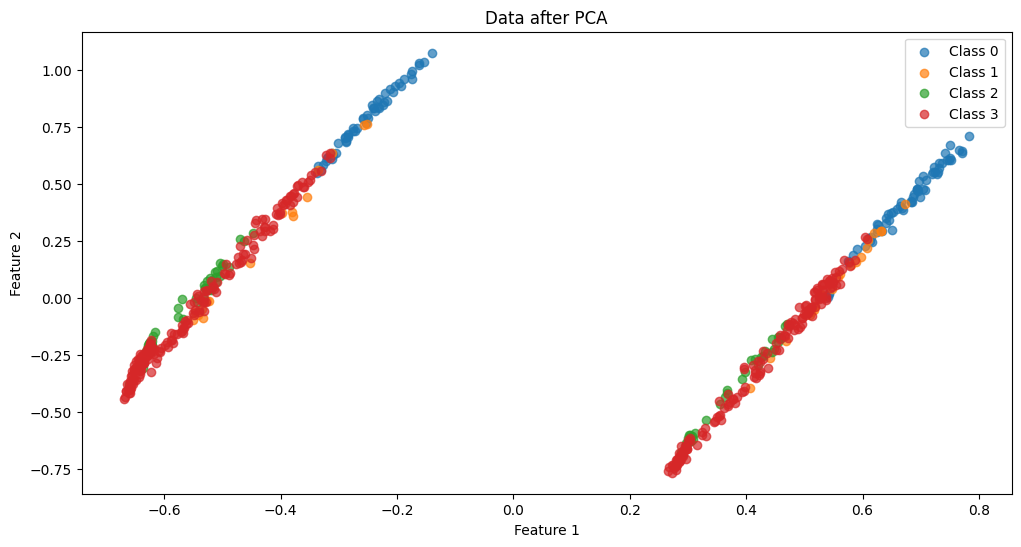 Data after PCA
Class 0
Class 1
Class 2
Class 3
1.00
0.75
0.50
0.25
0.00
−0.25
−0.50
−0.75
Feature 2
−0.6
−0.4
−0.2
0.0
0.2
0.4
0.6
0.8
Feature 1